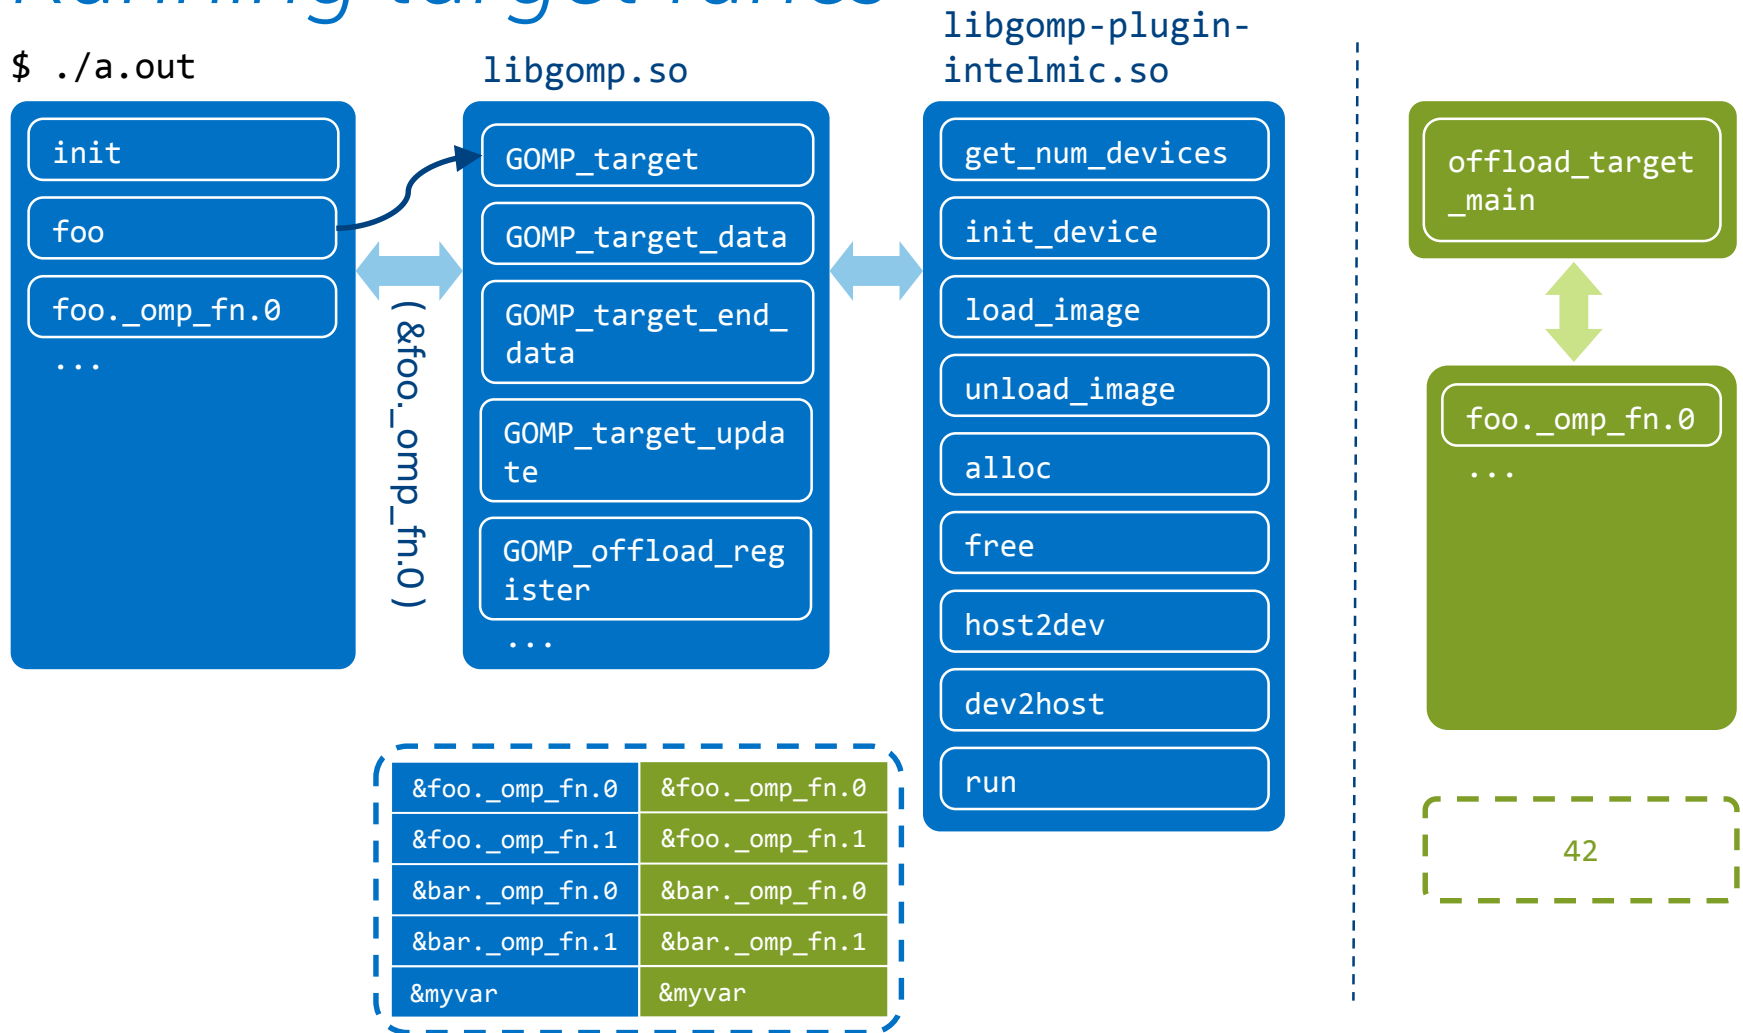 Running target funcs
$ ./a.out
init
foo
foo._omp_fn.0
...
( &foo._omp_fn.0 )
libgomp.so
GOMP_target
GOMP_target_data
GOMP_target_end_
data
GOMP_target_upda
te
GOMP_offload_reg
ister
...
libgomp-plugin-
intelmic.so
get_num_devices
init_device
load_image
unload_image
alloc
free
host2dev
dev2host
run
offload_target
_main
foo._omp_fn.0
...
42
&foo._omp_fn.0 &foo._omp_fn.0
&foo._omp_fn.1 &foo._omp_fn.1
&bar._omp_fn.0 &bar._omp_fn.0
&bar._omp_fn.1 &bar._omp_fn.1
&myvar &myvar